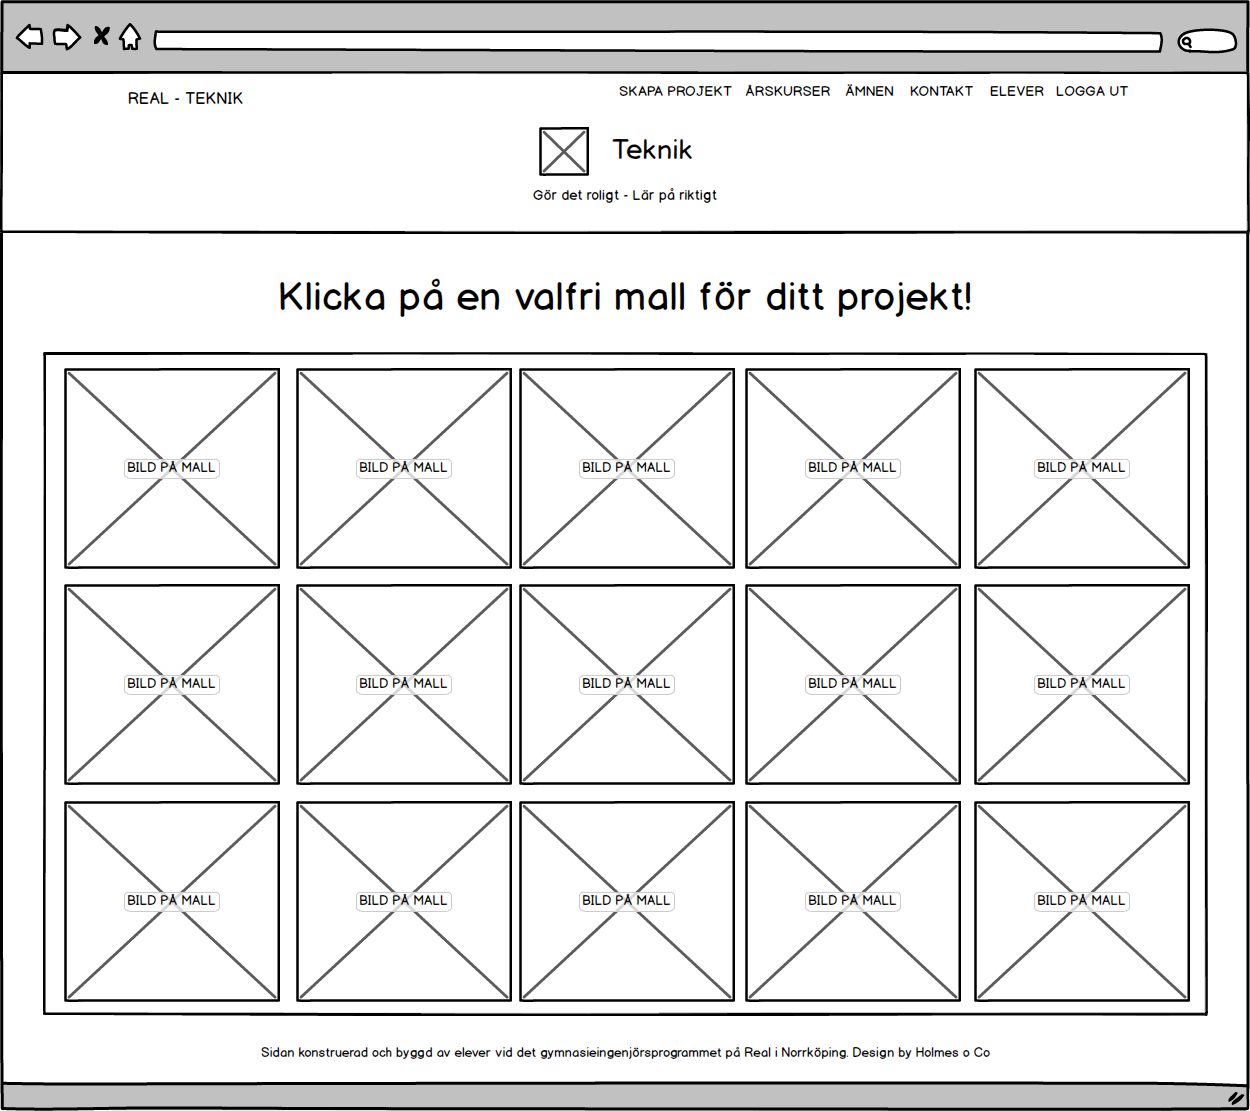 REAL - TEKNIK
SKAPA PROJEKT ÅRSKURSER ÄMNEN KONTAKT ELEVER LOGGA UT
Teknik
Gör det roligt - Lär på riktigt
Klicka på en valfri mall för ditt projekt!
BILD PÅ MALL BILD PÅ MALL BILD PÅ MALL BILD PÅ MALL BILD PÅ MALL
BILD PÅ MALL BILD PÅ MALL BILD PÅ MALL BILD PÅ MALL BILD PÅ MALL
BILD PÅ MALL BILD PÅ MALL BILD PÅ MALL BILD PÅ MALL BILD PÅ MALL
Sidan konstruerad och byggd av elever vid det gymnasieingenjörsprogrammet på Real i Norrköping. Design by Holmes o Co